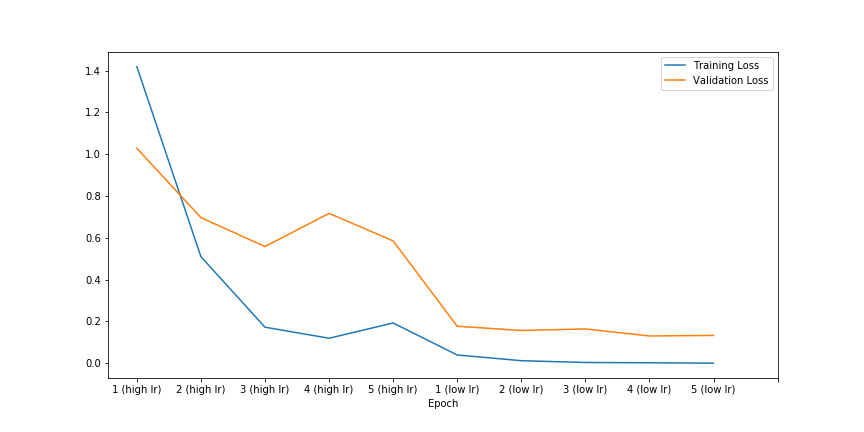 Training Loss
Validation Loss
1.4
1.2
1.0
0.8
0.6
0.4
0.2
0.0
1 (high lr) 2 (high lr) 3 (high lr) 4 (high lr) 5 (high lr) 1 (low lr) 2 (low lr) 3 (low lr) 4 (low lr) 5 (low lr)
Epoch